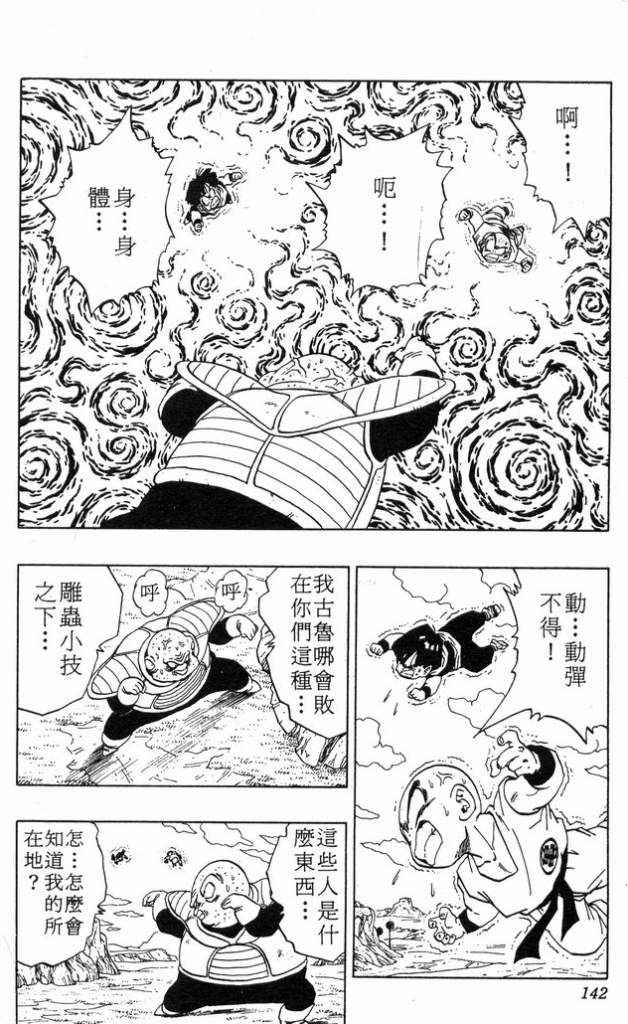 啊…！
呃…！
身…身
體…
動…動彈
不得！
我古魯哪會敗
在你們這種…
呼
呼
雕蟲小技
之下…
這些人是什
麼東西…
怎…怎麼會
知道我的所
在地？
142